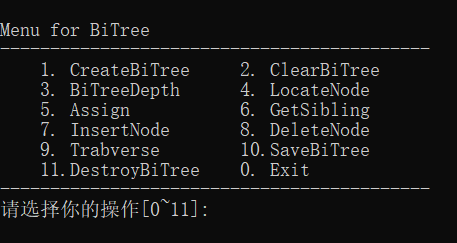 Menu for BiTree
-------------------------------------------
1. CreateBiTree 2. ClearBiTree
3. BiTreeDepth 4. LocateNode
5. Assign 6. GetSibling
7. InsertNode 8. DeleteNode
9. Trabverse 10.SaveBiTree
11.DestroyBiTree 0. Exit
-------------------------------------------
请选择你的操作[0~11]: